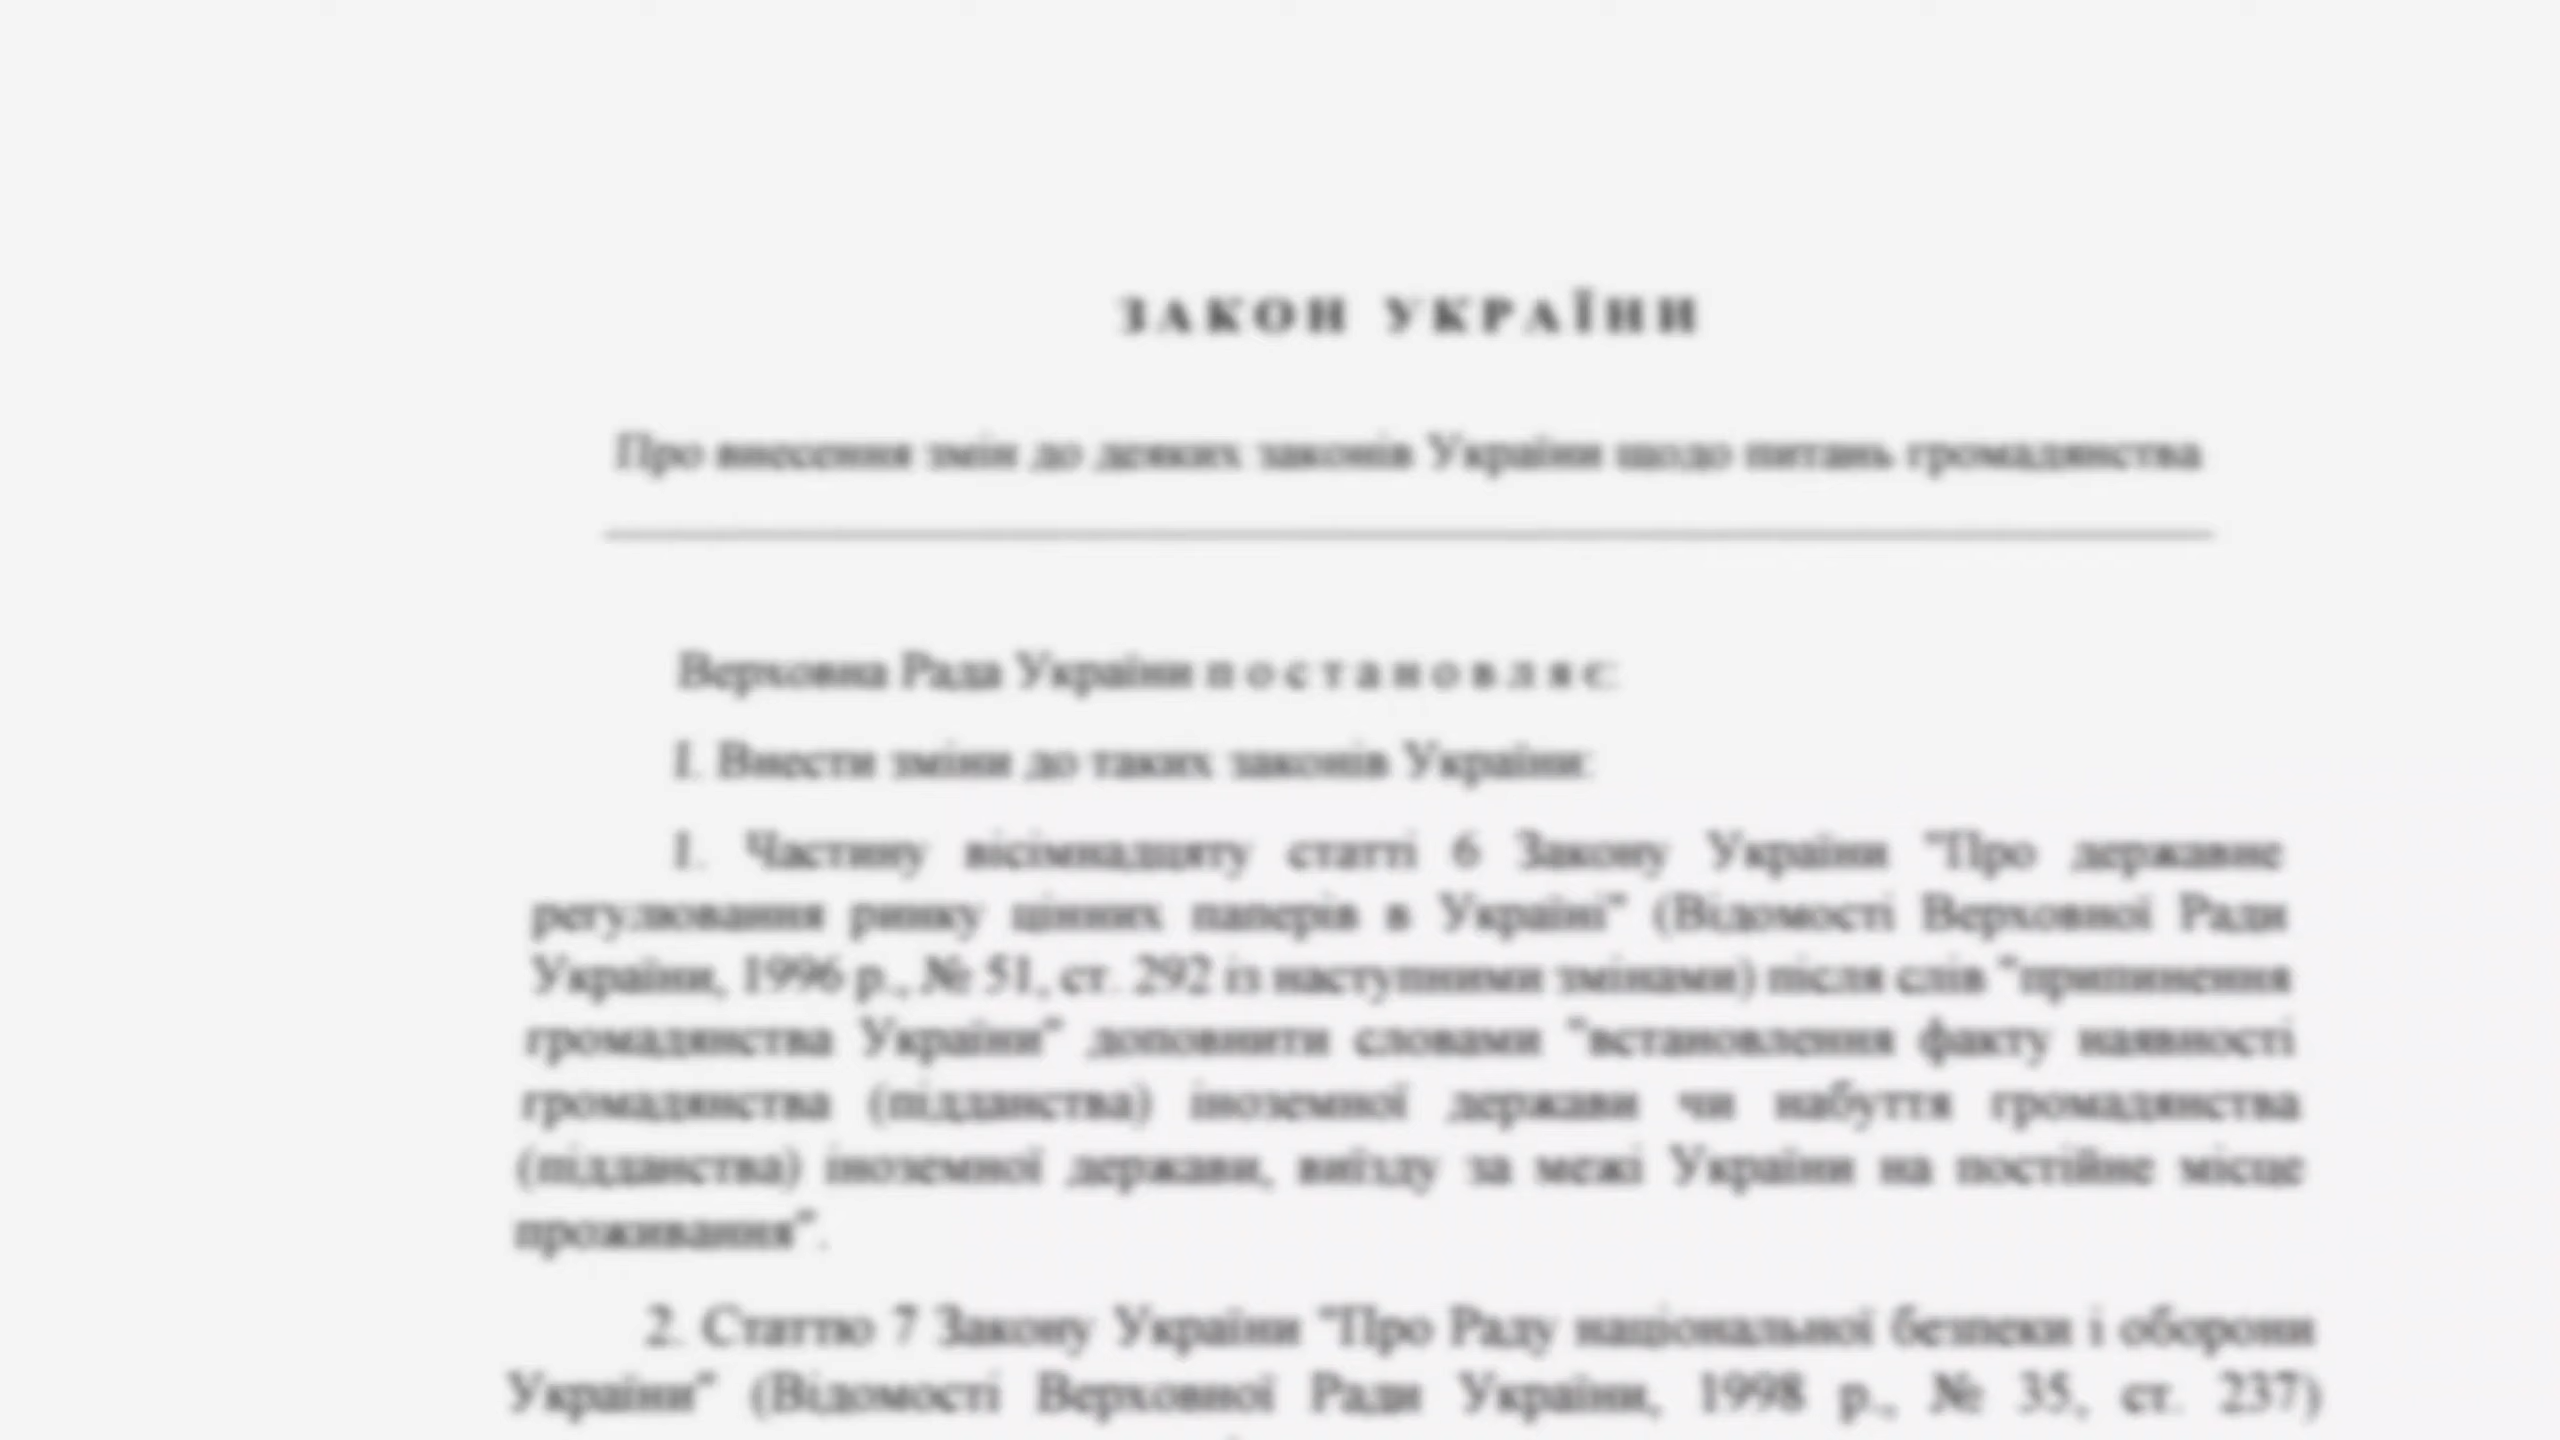 ЗАКОН УКРАЇНИ
Про внесення змін до деяких законів України щодо питань громадянства
Верховна Рада України п о с т а н о в л я є:
I. Внести зміни до таких законів України:
1. Частину вісімнадцяту статті 6 Закону України "Про державне
регулювання ринку цінних паперів в Україні" (Відомості Верховної Ради
України, 1996 р., № 51, ст. 292 із наступними змінами) після слів "припинення
громадянства України" доповнити словами "встановлення факту наявності
громадянства (підданства) іноземної держави чи набуття громадянства
(підданства) іноземної держави, виїзду за межі України на постійне місце
проживання".
2. Статтю 7 Закону України "Про Раду національної безпеки і оборони
України" (Відомості Верховної Ради України, 1998 р., № 35, ст. 237)